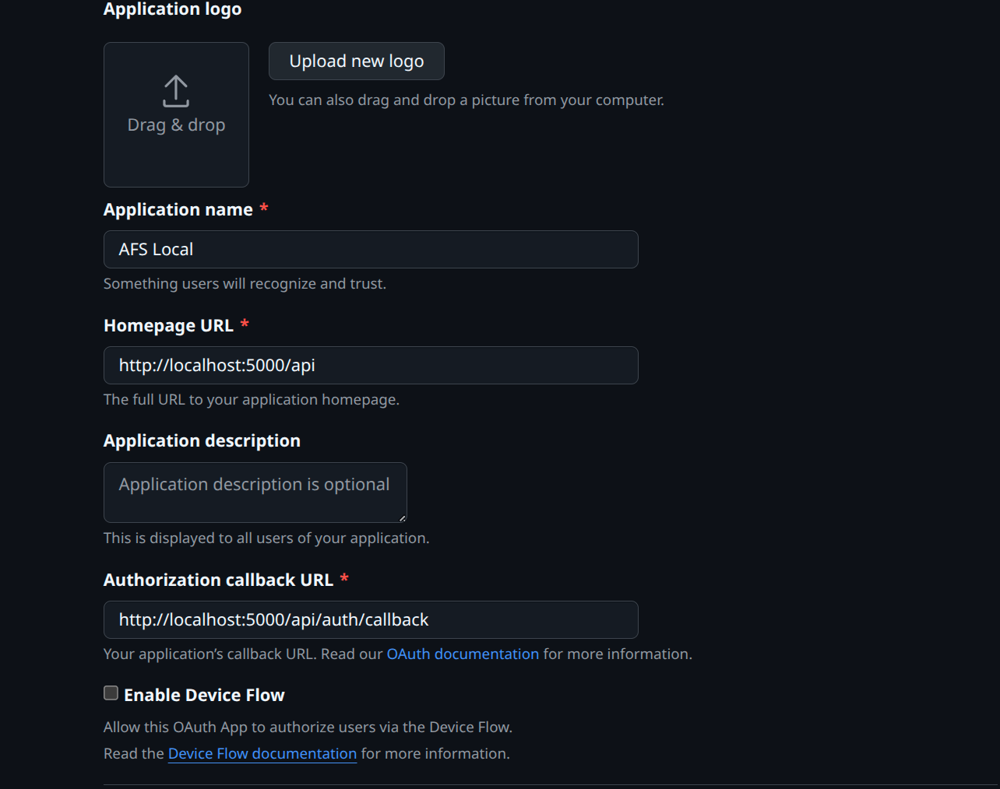 Application logo
Upload new logo
You can also drag and drop a picture from your computer.
Drag & drop
Application name *
AFS Local
Something users will recognize and trust.
Homepage URL *
http://localhost:5000/api
The full URL to your application homepage.
Application description
Application description is optional
This is displayed to all users of your application.
Authorization callback URL *
http://localhost:5000/api/auth/callback
Your application’s callback URL. Read our OAuth documentation for more information.
Enable Device Flow
Allow this OAuth App to authorize users via the Device Flow.
Read the Device Flow documentation for more information.